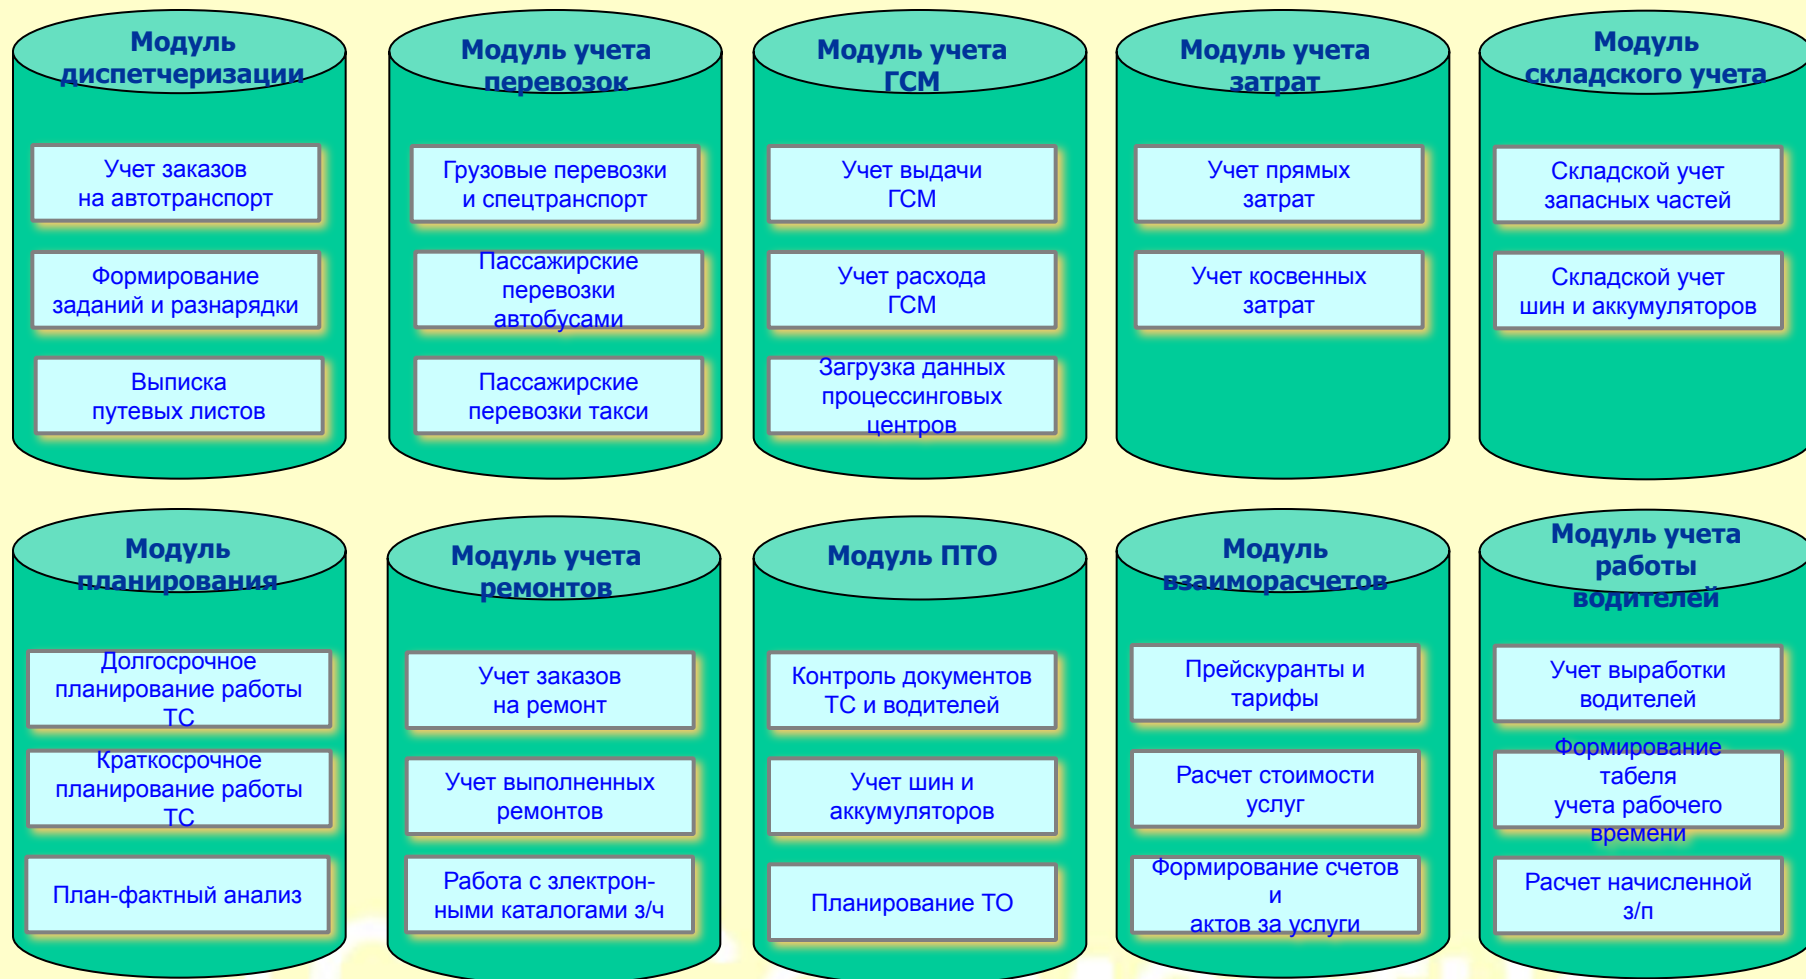 Модуль
диспетчеризации
Учет заказов
на автотранспорт
Формирование
заданий и разнарядки
Выписка
путевых листов
Модуль учета
перевозок
Грузовые перевозки
и спецтранспорт
Пассажирские
перевозки
автобусами
Пассажирские
перевозки такси
Модуль учета
ГСМ
Учет выдачи
ГСМ
Учет расхода
ГСМ
Загрузка данных
процессинговых
центров
Модуль учета
затрат
Учет прямых
затрат
Учет косвенных
затрат
Модуль
складского учета
Складской учет
запасных частей
Складской учет
шин и аккумуляторов
Модуль
планирования
Долгосрочное
планирование работы
ТС
Краткосрочное
планирование работы
ТС
План-фактный анализ
Модуль учета
ремонтов
Учет заказов
на ремонт
Учет выполненных
ремонтов
Работа с злектрон-
ными каталогами з/ч
Модуль ПТО
Контроль документов
ТС и водителей
Учет шин и
аккумуляторов
Планирование ТО
Модуль
взаиморасчетов
Прейскуранты и
тарифы
Расчет стоимости
услуг
Формирование счетов
и
актов за услуги
Модуль учета
работы
водителей
Учет выработки
водителей
Формирование
табеля
учета рабочего
времени
Расчет начисленной
з/п